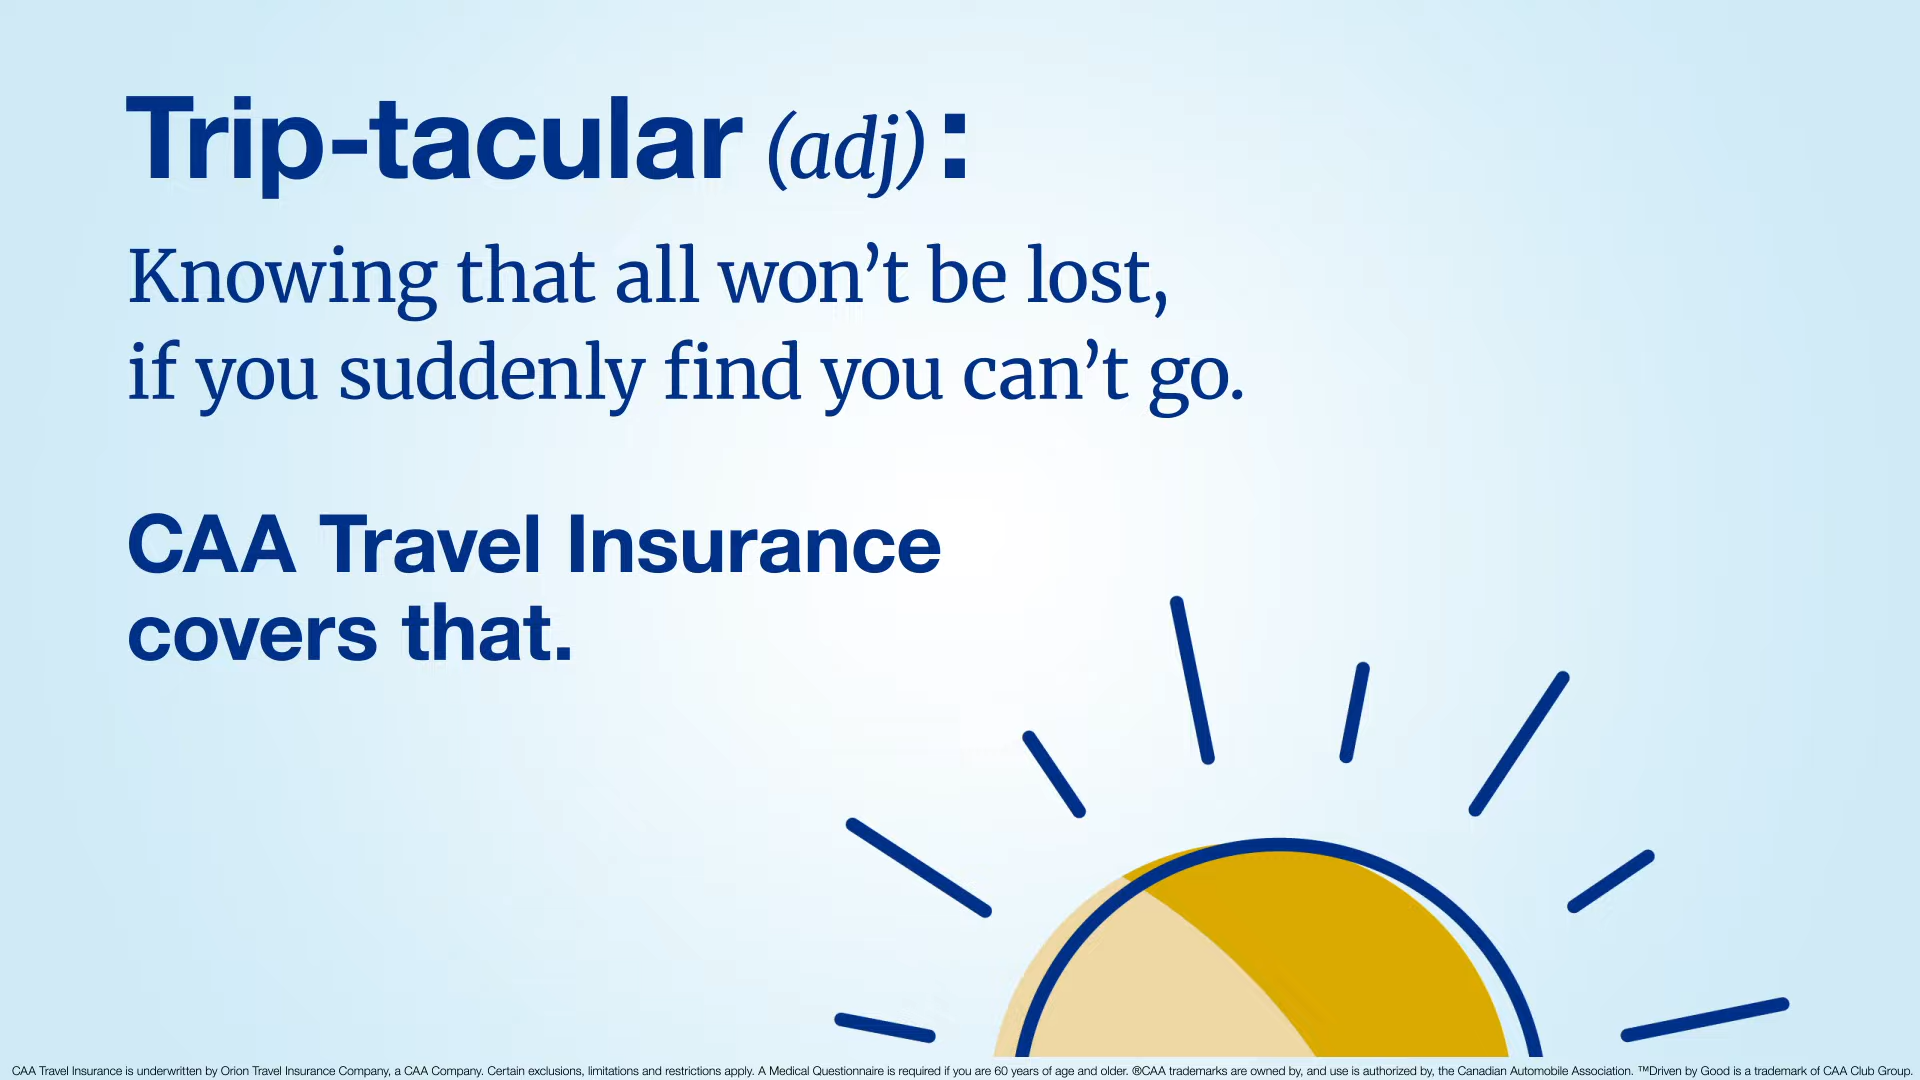 Trip-tacular (adj):
Knowing that all won’t be lost,
if you suddenly find you can’t go.
CAA Travel Insurance
covers that.
CAA Travel Insurance is underwritten by Orion Travel Insurance Company, a CAA Company. Certain exclusions, limitations and restrictions apply. A Medical Questionnaire is required if you are 60 years of age and older. ®CAA trademarks are owned by, and use is authorized by, the Canadian Automobile Association. ™Driven by Good is a trademark of CAA Club Group.